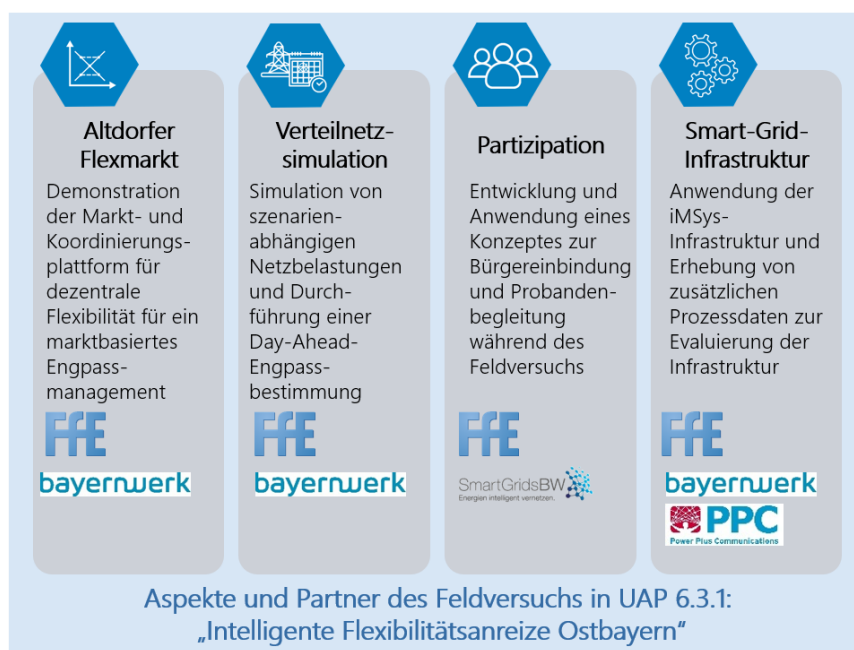 Altdorfer
Flexmarkt
Demonstration
der Markt- und
Koordinierungs-
plattform für
dezentrale
Flexibilität für ein
marktbasiertes
Engpass-
management
FfE
bayernwerk
Verteilnetz-
simulation
Simulation von
szenarien-
abhängigen
Netzbelastungen
und Durch-
führung einer
Day-Ahead-
Engpass-
bestimmung
FfE
bayernwerk
Partizipation
Entwicklung und
Anwendung eines
Konzeptes zur
Bürgereinbindung
und Probanden-
begleitung
während des
Feldversuchs
FfE
SmartGridsBW
Energien intelligent vernetzen.
Smart-Grid-
Infrastruktur
Anwendung der
iMSys-
Infrastruktur und
Erhebung von
zusätzlichen
Prozessdaten zur
Evaluierung der
Infrastruktur
FfE
bayernwerk
PPC
Power Plus Communications
Aspekte und Partner des Feldversuchs in UAP 6.3.1:
„Intelligente Flexibilitätsanreize Ostbayern“